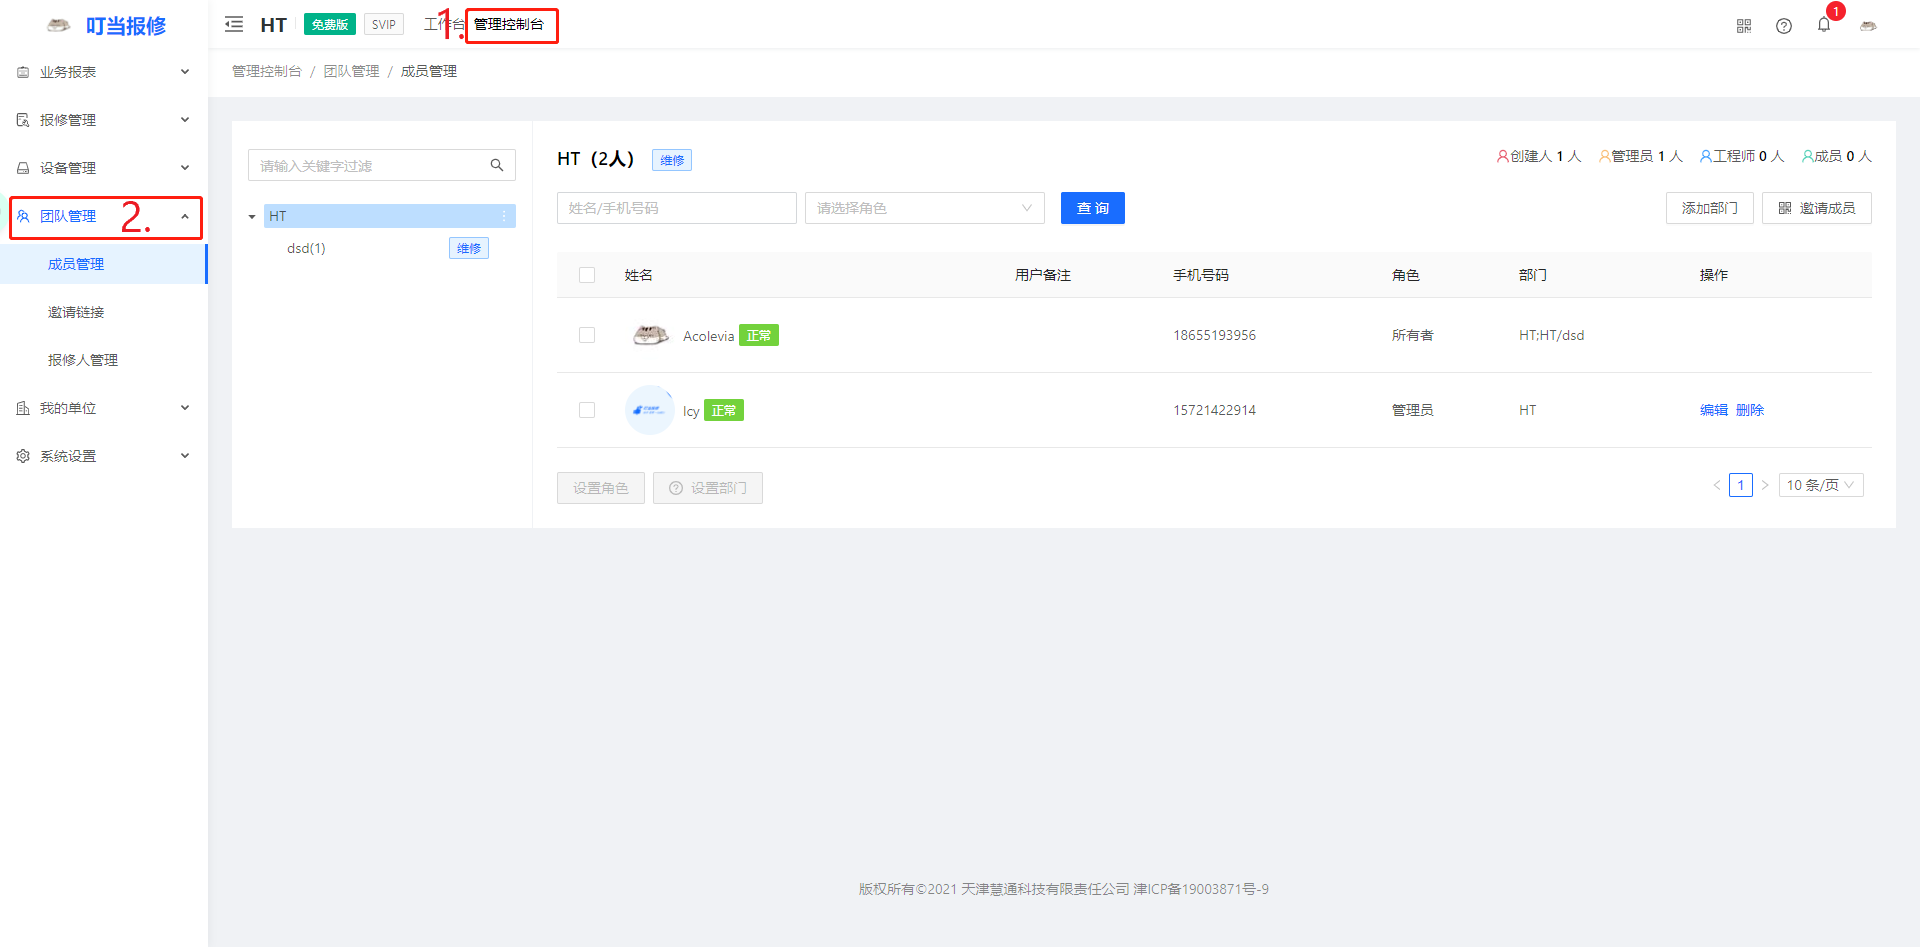 叮当报修
HT 免费版 SVIP 工作台 1. 管理控制台 1
业务报表
报修管理
设备管理
团队管理 2.
成员管理
邀请链接
报修人管理
我的单位
系统设置
管理控制台 / 团队管理 / 成员管理
请输入关键字过滤
HT
dsd(1) 维修
HT（2人） 维修
创建人 1 人 管理员 1 人 工程师 0 人 成员 0 人
姓名/手机号码 请选择角色 查 询 添加部门 邀请成员
姓名 用户备注 手机号码 角色 部门 操作
Acolevia 正常 18655193956 所有者 HT;HT/dsd
Icy 正常 15721422914 管理员 HT 编辑 删除
设置角色 设置部门 < 1 > 10 条/页
版权所有©2021 天津慧通科技有限责任公司 津ICP备19003871号-9